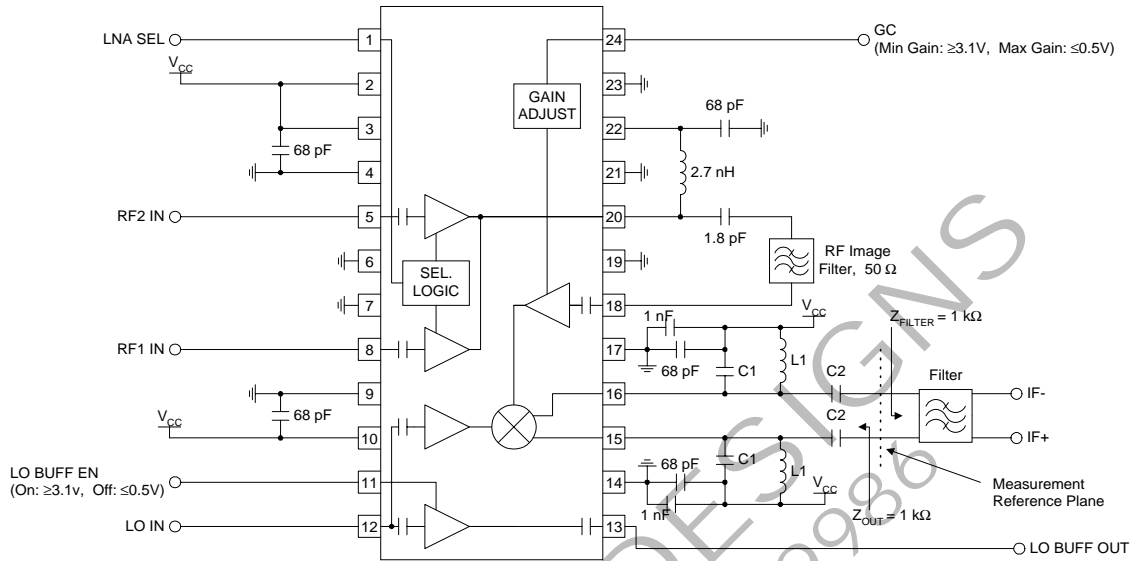 LNA SEL
1
24
GC
(Min Gain: ≥3.1V, Max Gain: ≤0.5V)
VCC
2
23
GAIN
ADJUST
68 pF
3
22
68 pF
2.7 nH
4
21
RF2 IN
5
20
1.8 pF
RF Image
Filter, 50 Ω
6
19
SEL.
LOGIC
7
18
VCC
ZFILTER = 1 kΩ
1 nF
RF1 IN
8
17
68 pF
C1
L1
C2
Filter
9
16
IF-
68 pF
VCC
C2
10
15
IF+
LO BUFF EN
(On: ≥3.1v, Off: ≤0.5V)
11
14
68 pF
C1
L1
VCC
Measurement
Reference Plane
1 nF
ZOUT = 1 kΩ
LO IN
12
13
LO BUFF OUT
DESIGNS
3986